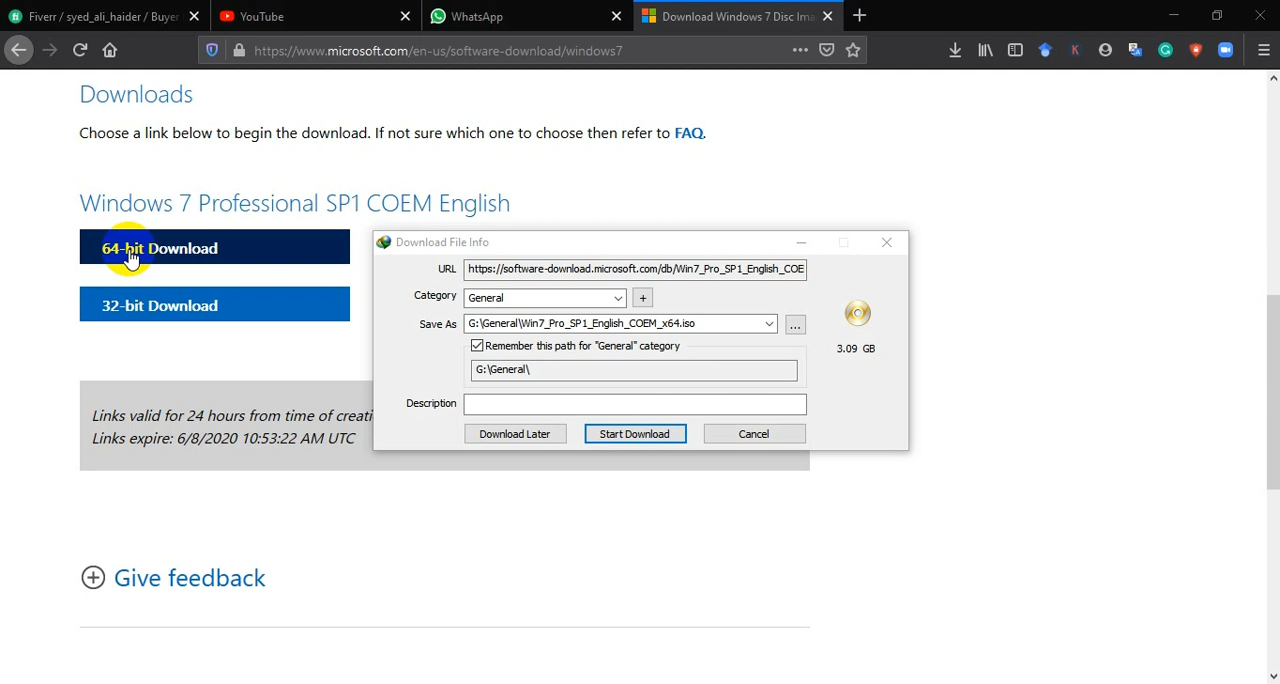 Fiverr / syed_ali_haider / Buyer
YouTube
WhatsApp
Download Windows 7 Disc Ima
https://www.microsoft.com/en-us/software-download/windows7
Downloads
Choose a link below to begin the download. If not sure which one to choose then refer to FAQ.
Windows 7 Professional SP1 COEM English
64-bit Download
32-bit Download
Download File Info
URL https://software-download.microsoft.com/db/Win7_Pro_SP1_English_COE
Category General +
Save As G:\General\Win7_Pro_SP1_English_COEM_x64.iso ...
Remember this path for "General" category
3.09 GB
G:\General\
Description
Download Later Start Download Cancel
Links valid for 24 hours from time of creati
Links expire: 6/8/2020 10:53:22 AM UTC
Give feedback